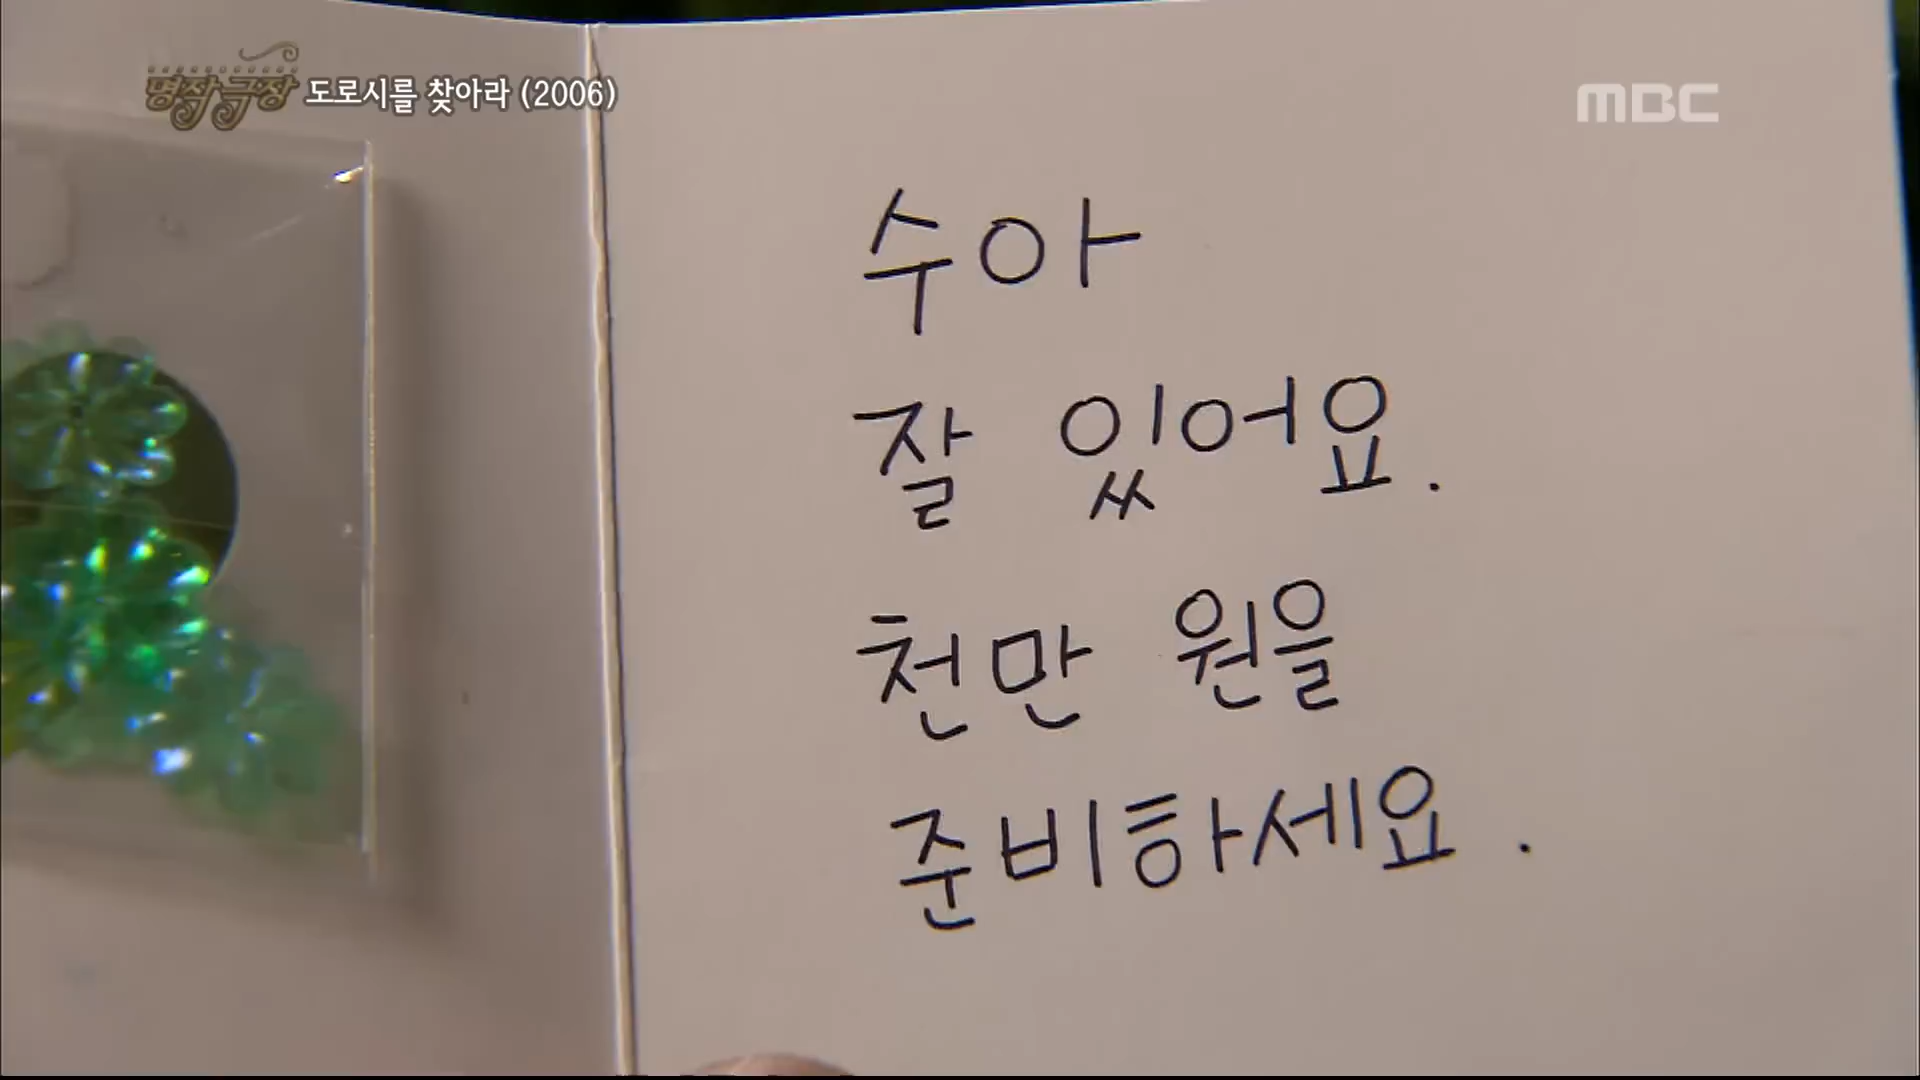 명작극장 도로시를 찾아라 (2006)
MBC
수아
잘 있어요.
천만 원을
준비하세요.